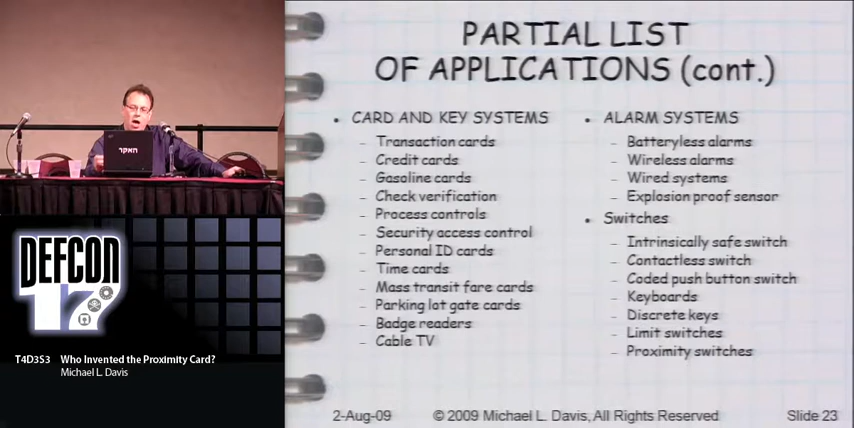 האקר
DEFCON
17
T4D3S3 Who Invented the Proximity Card?
Michael L. Davis
PARTIAL LIST
OF APPLICATIONS (cont.)
• CARD AND KEY SYSTEMS
– Transaction cards
– Credit cards
– Gasoline cards
– Check verification
– Process controls
– Security access control
– Personal ID cards
– Time cards
– Mass transit fare cards
– Parking lot gate cards
– Badge readers
– Cable TV
• ALARM SYSTEMS
– Batteryless alarms
– Wireless alarms
– Wired systems
– Explosion proof sensor
• Switches
– Intrinsically safe switch
– Contactless switch
– Coded push button switch
– Keyboards
– Discrete keys
– Limit switches
– Proximity switches
2-Aug-09 © 2009 Michael L. Davis, All Rights Reserved Slide 23